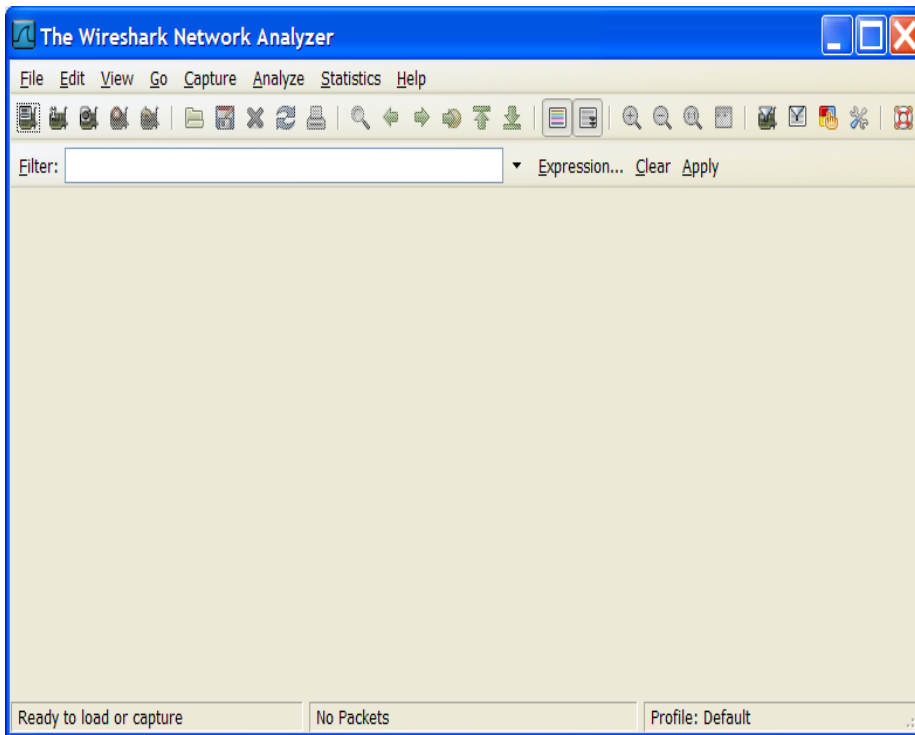 The Wireshark Network Analyzer
File Edit View Go Capture Analyze Statistics Help
Filter: Expression... Clear Apply
Ready to load or capture No Packets Profile: Default